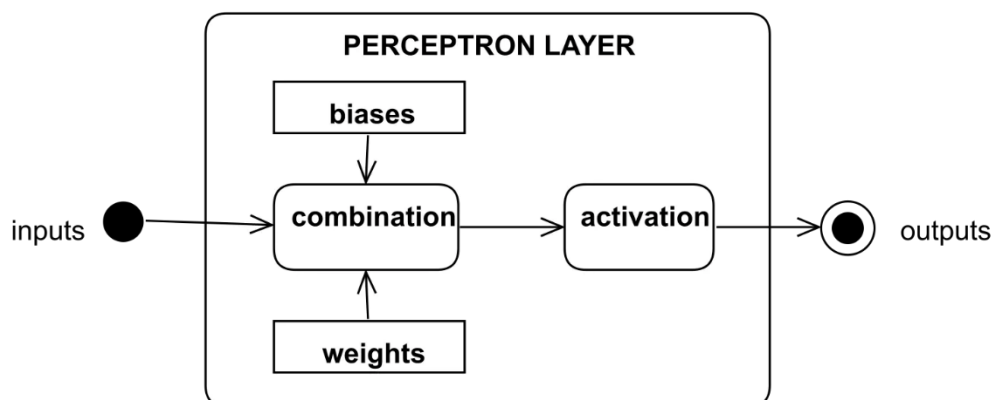 PERCEPTRON LAYER
biases
inputs
combination
activation
outputs
weights